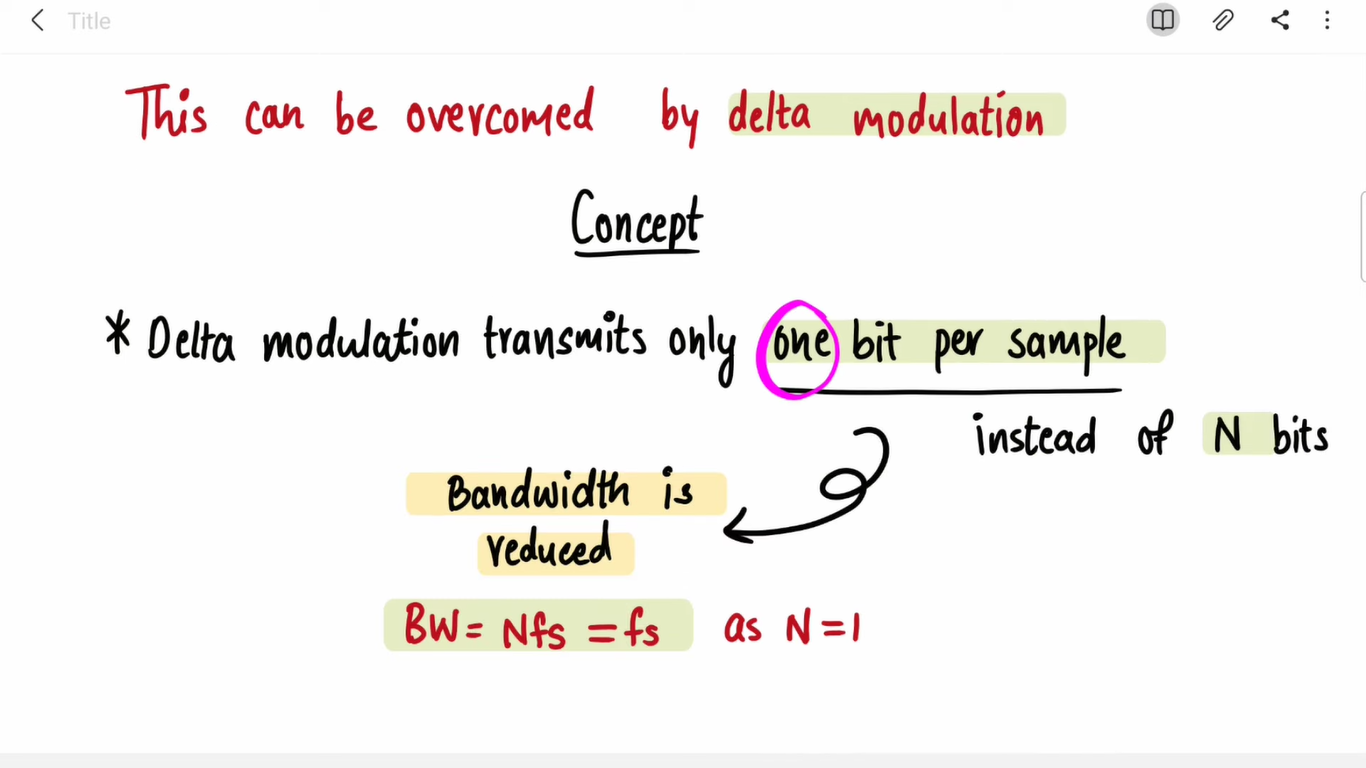 Title
This can be overcomed by delta modulation
Concept
* Delta modulation transmits only one bit per sample
instead of N bits
Bandwidth is
reduced
BW = Nfs = fs as N = 1